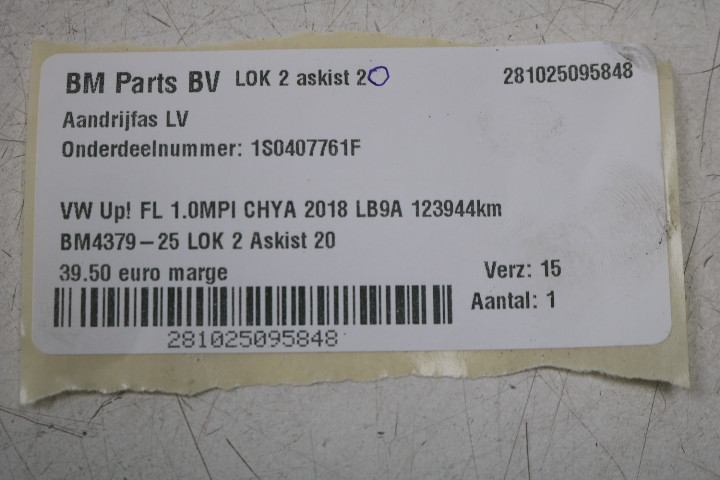 BM Parts BV LOK 2 askist 20 281025095848
Aandrijfas LV
Onderdeelnummer: 1S0407761F
VW Up! FL 1.0MPI CHYA 2018 LB9A 123944km
BM4379-25 LOK 2 Askist 20
39.50 euro marge Verz: 15
Aantal: 1
281025095848